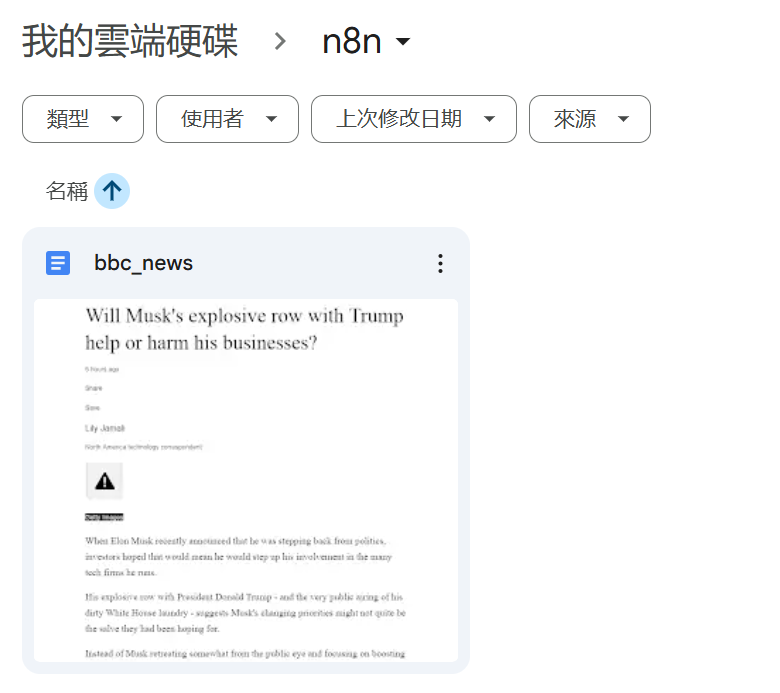 我的雲端硬碟 > n8n
類型 使用者 上次修改日期 來源
名稱
bbc_news
Will Musk's explosive row with Trump
help or harm his businesses?
5 hours ago
Share
Save
Lily Jamali
North America technology correspondent
Getty Images
When Elon Musk recently announced that he was stepping back from politics,
investors hoped that would mean he would step up his involvement in the many
tech firms he runs.
His explosive row with President Donald Trump - and the very public airing of his
dirty White House laundry - suggests Musk's changing priorities might not quite be
the salve they had been hoping for.
Instead of Musk retreating somewhat from the public eye and focusing on boosting